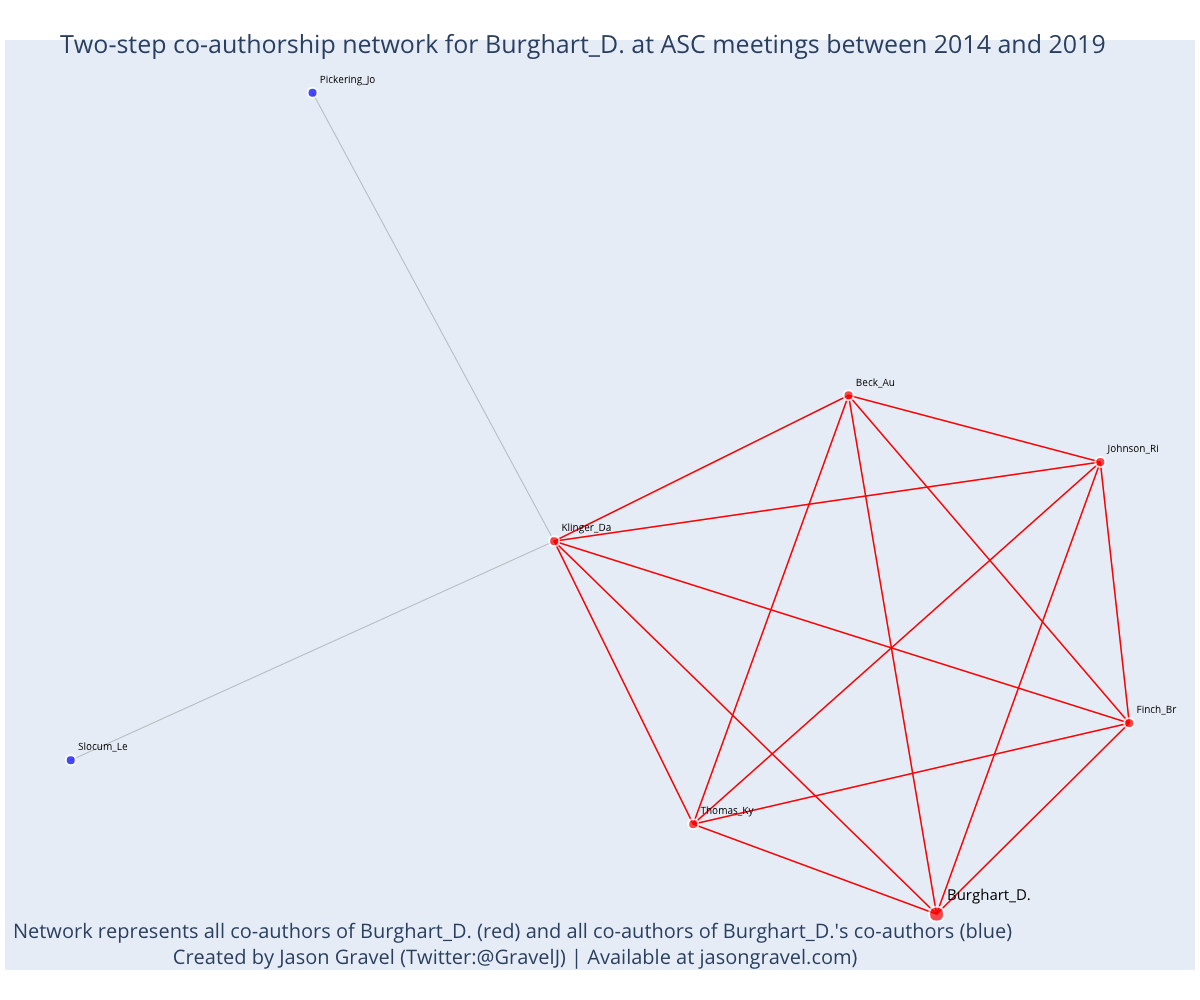 Two-step co-authorship network for Burghart_D. at ASC meetings between 2014 and 2019
Pickering_Jo
Beck_Au
Johnson_Ri
Klinger_Da
Finch_Br
Slocum_Le
Thomas_Ky
Burghart_D.
Network represents all co-authors of Burghart_D. (red) and all co-authors of Burghart_D.'s co-authors (blue)
Created by Jason Gravel (Twitter:@GravelJ) | Available at jasongravel.com)